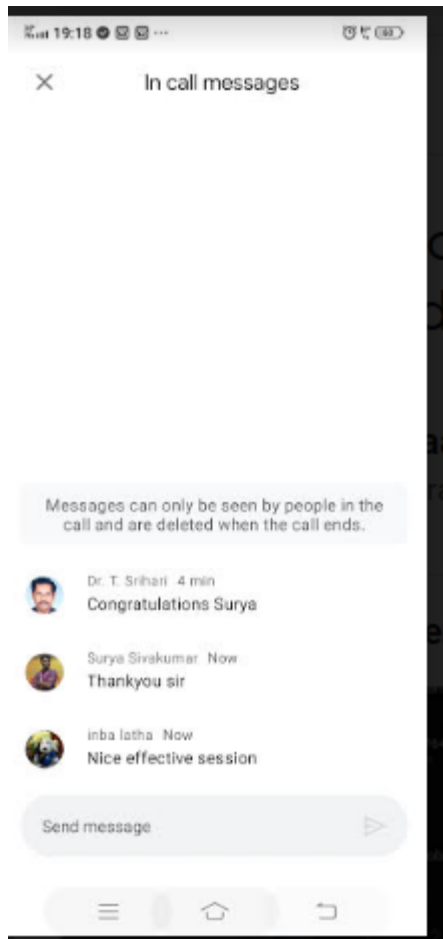 19:18
In call messages
Messages can only be seen by people in the
call and are deleted when the call ends.
Dr. T. Srihari 4 min
Congratulations Surya
Surya Sivakumar Now
Thankyou sir
inba latha Now
Nice effective session
Send message